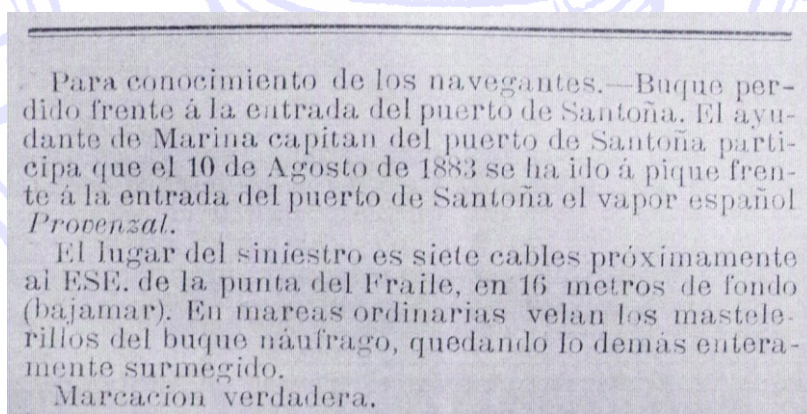 Para conocimiento de los navegantes.—Buque per-
dido frente á la entrada del puerto de Santoña. El ayu-
dante de Marina capitan del puerto de Santoña parti-
cipa que el 10 de Agosto de 1883 se ha ido á pique fren-
te á la entrada del puerto de Santoña el vapor español
Provenzal.
El lugar del siniestro es siete cables próximamente
al ESE. de la punta del Fraile, en 16 metros de fondo
(bajamar). En mareas ordinarias velan los mastele-
rillos del buque náufrago, quedando lo demás entera-
mente surmegido.
Marcacion verdadera.